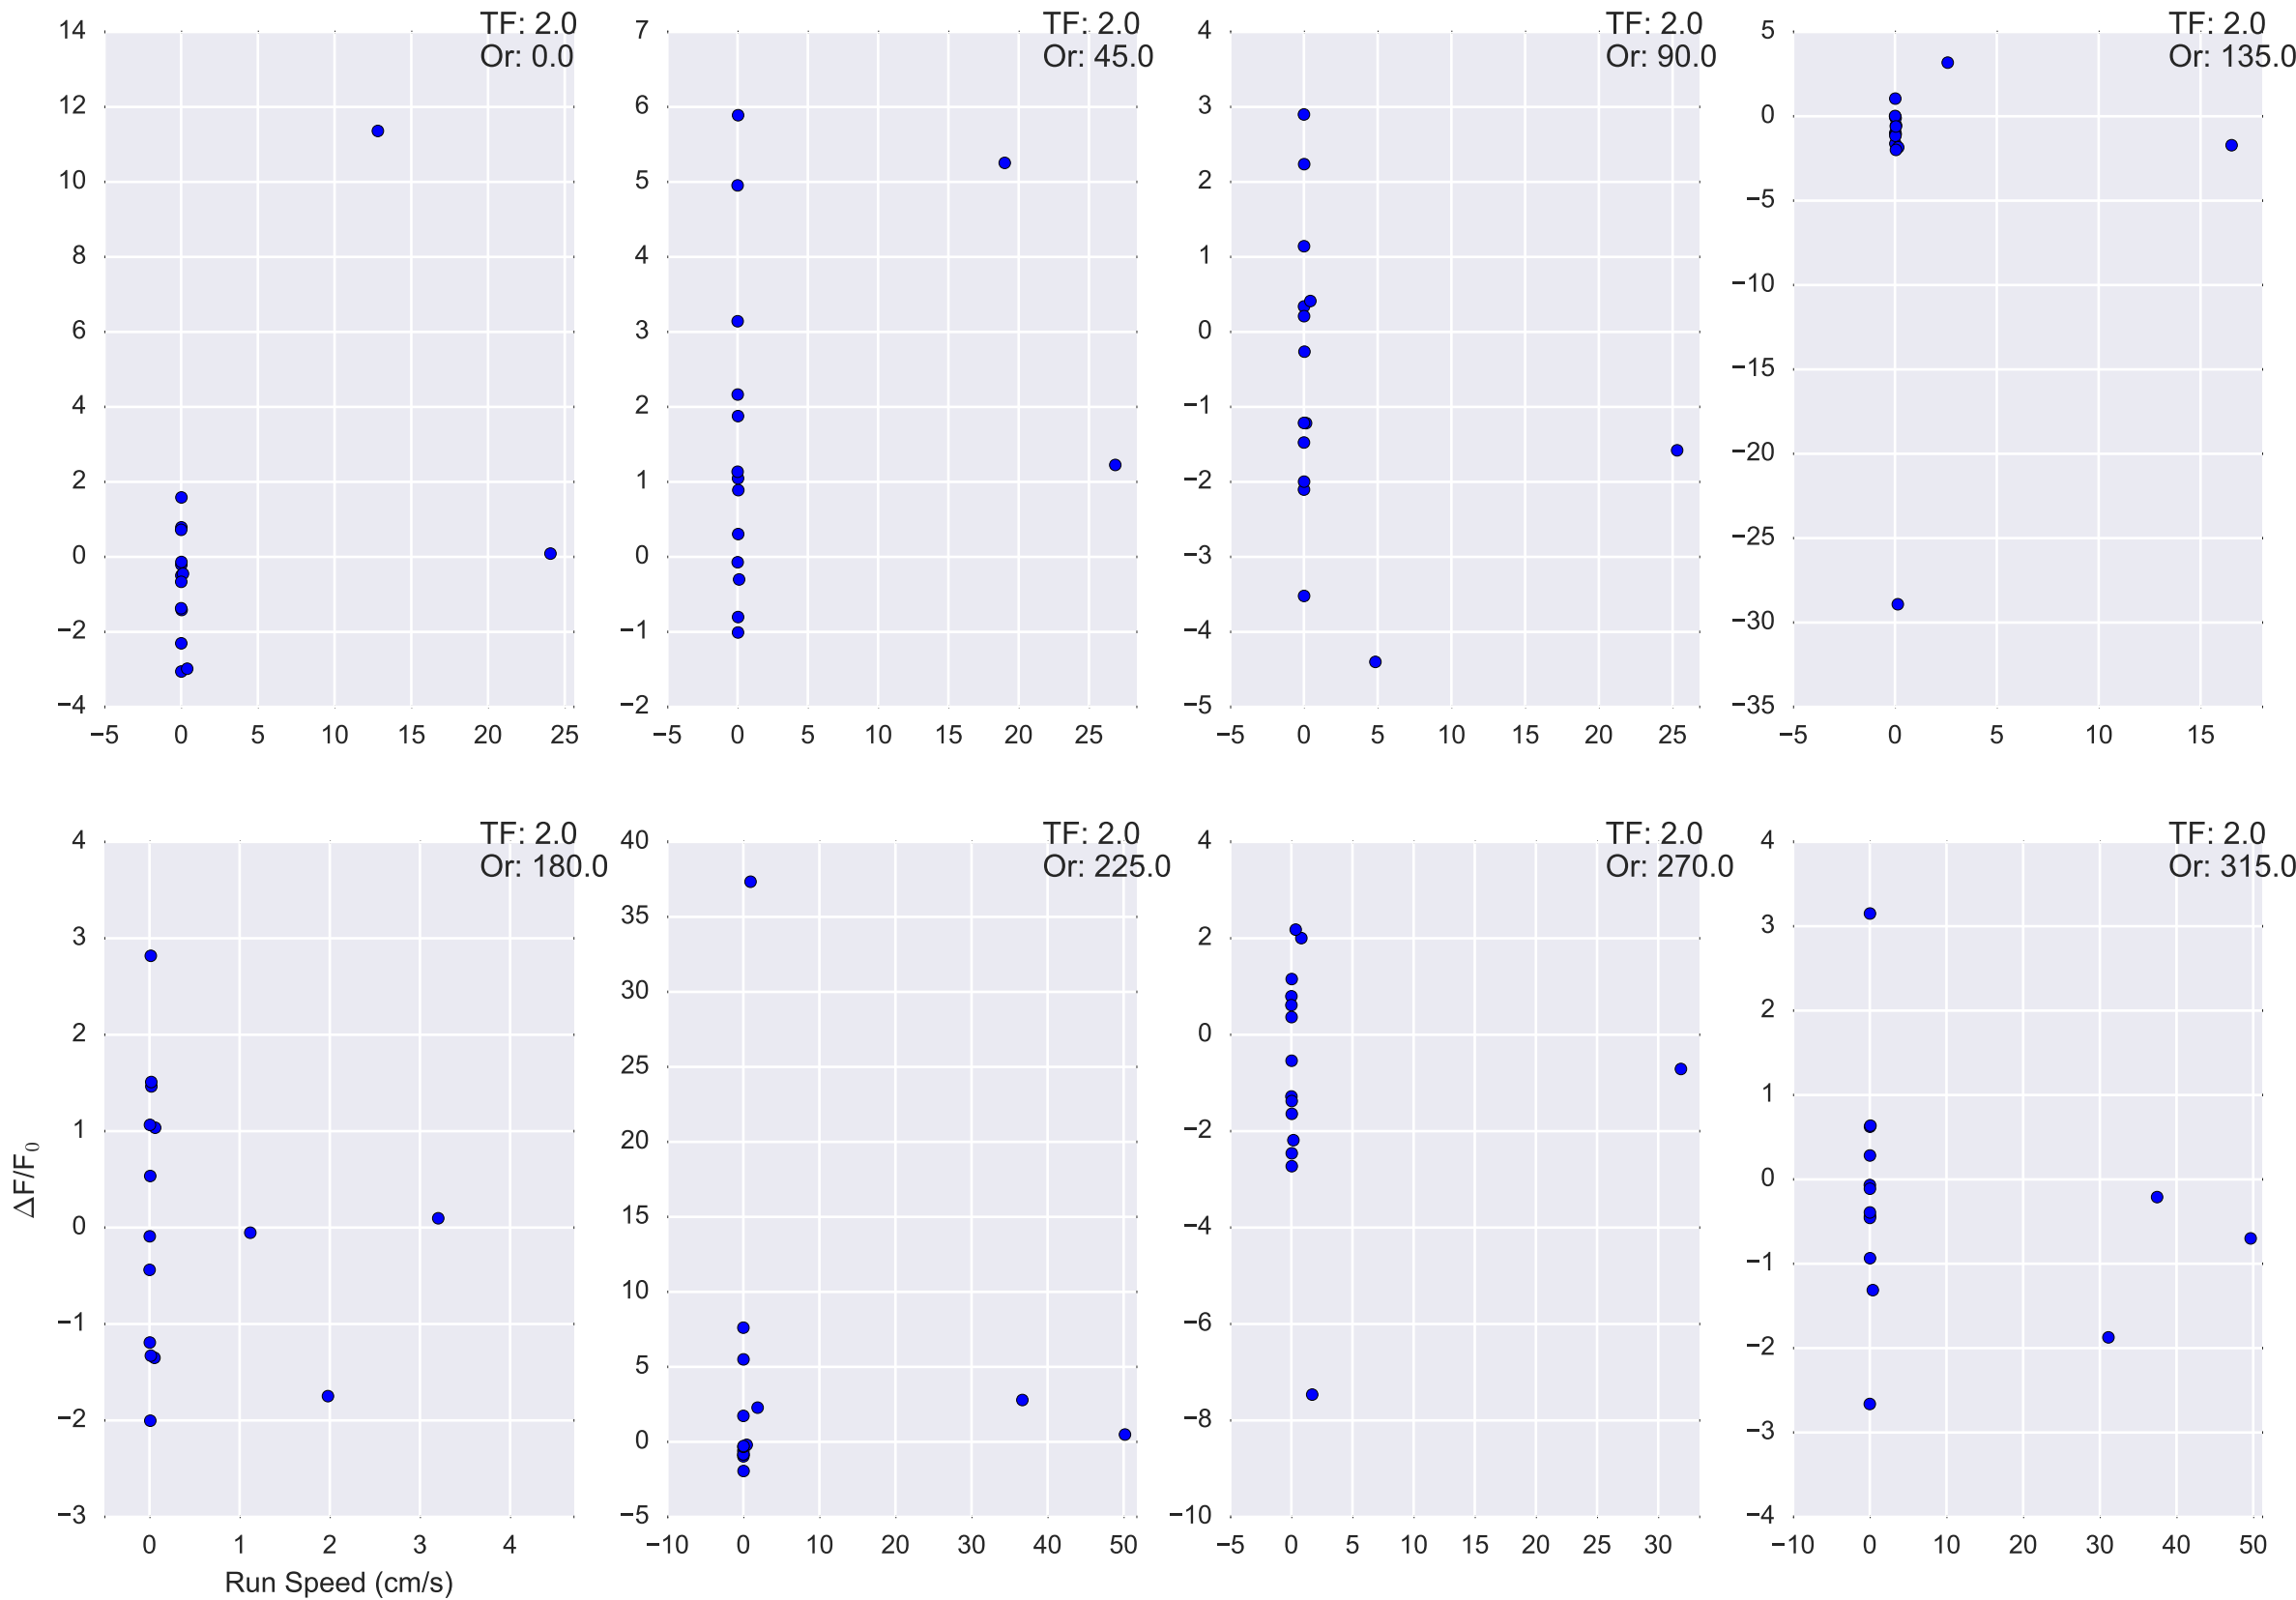 TF: 2.0
Or: 0.0
14
12
10
8
6
4
2
0
−2
−4
−5 0 5 10 15 20 25
TF: 2.0
Or: 45.0
7
6
5
4
3
2
1
0
−1
−2
−5 0 5 10 15 20 25
TF: 2.0
Or: 90.0
4
3
2
1
0
−1
−2
−3
−4
−5
−5 0 5 10 15 20 25
TF: 2.0
Or: 135.0
5
0
−5
−10
−15
−20
−25
−30
−35
−5 0 5 10 15
TF: 2.0
Or: 180.0
4
3
2
1
0
−1
−2
−3
ΔF/F₀
0 1 2 3 4
Run Speed (cm/s)
TF: 2.0
Or: 225.0
40
35
30
25
20
15
10
5
0
−5
−10 0 10 20 30 40 50
TF: 2.0
Or: 270.0
4
2
0
−2
−4
−6
−8
−10
−5 0 5 10 15 20 25 30
TF: 2.0
Or: 315.0
4
3
2
1
0
−1
−2
−3
−4
−10 0 10 20 30 40 50